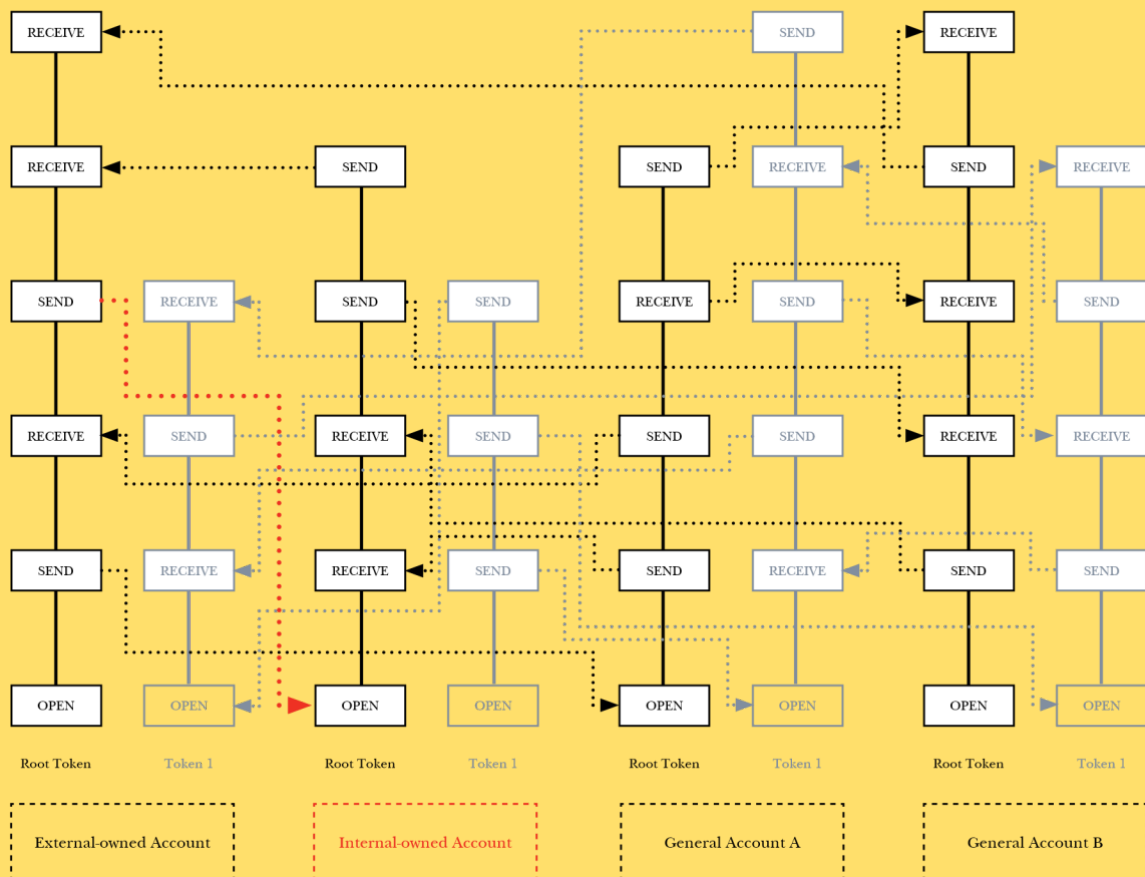 RECEIVE SEND RECEIVE
RECEIVE SEND SEND RECEIVE SEND RECEIVE
SEND RECEIVE SEND SEND RECEIVE SEND RECEIVE SEND
RECEIVE SEND RECEIVE SEND SEND SEND RECEIVE RECEIVE
SEND RECEIVE RECEIVE SEND SEND RECEIVE SEND SEND
OPEN OPEN OPEN OPEN OPEN OPEN OPEN OPEN
Root Token Token 1 Root Token Token 1 Root Token Token 1 Root Token Token 1
External-owned Account Internal-owned Account General Account A General Account B